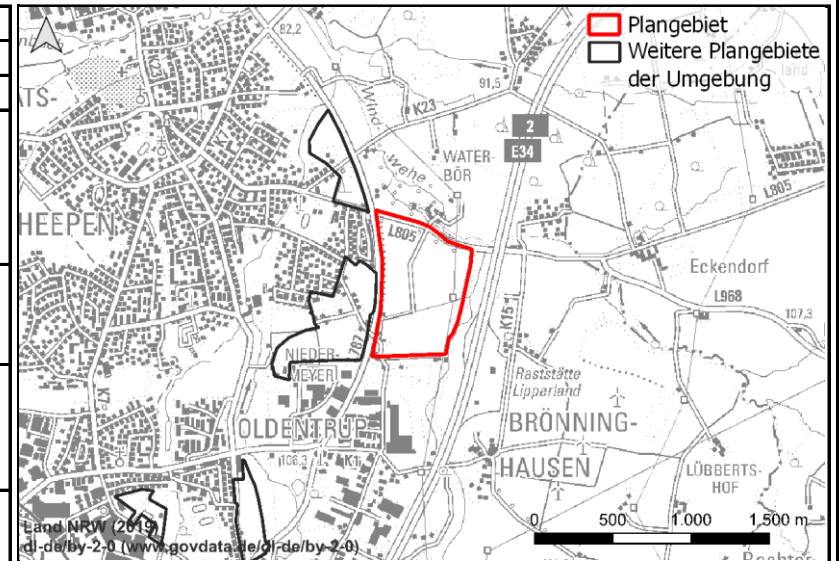 Plangebiet
Weitere Plangebiete
der Umgebung
82,2
91,5
K23
2
E34
Wind
wehe
WATER-
BÖR
ATS-
HEEPEN
L805
L805
Eckendorf
L968
107,3
K15
NIEDER-
MEYER
Raststätte
Lipperland
OLDENTRUP
BRÖNNING-
HAUSEN
106,3
K1
K7
LÜBBERTS-
HOF
Land NRW (2019)
dl-de/by-2-0 (www.govdata.de/dl-de/by-2-0)
0 500 1.000 1.500 m